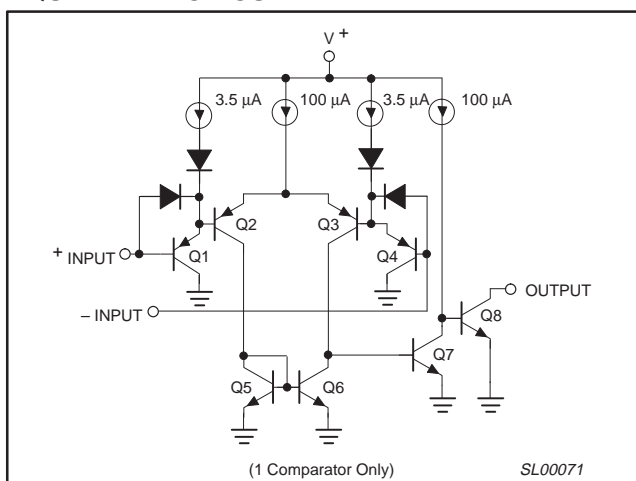 V +
3.5 μA 100 μA 3.5 μA 100 μA
Q2 Q3
+ INPUT Q1 Q4
– INPUT
OUTPUT
Q8
Q7
Q5 Q6
(1 Comparator Only) SL00071